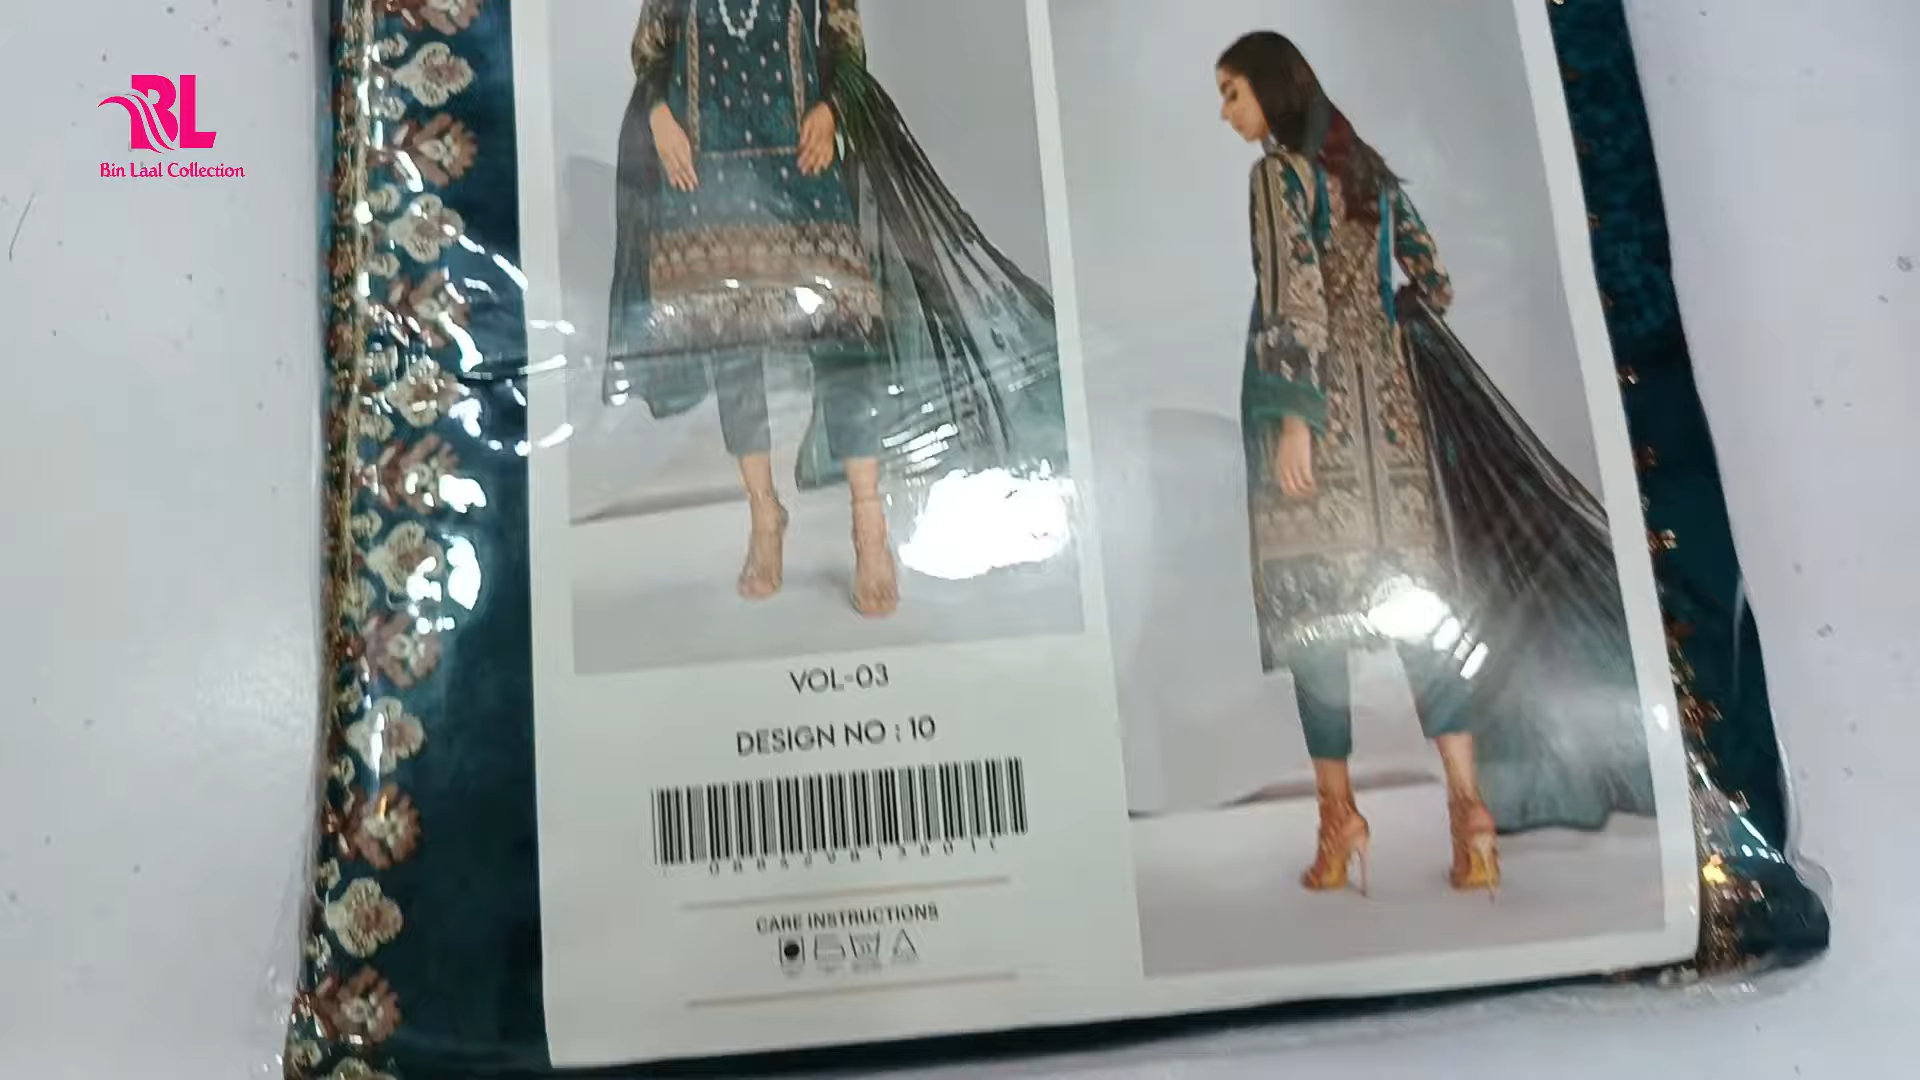 BL
Bin Laal Collection
VOL-03
DESIGN NO : 10
CARE INSTRUCTIONS